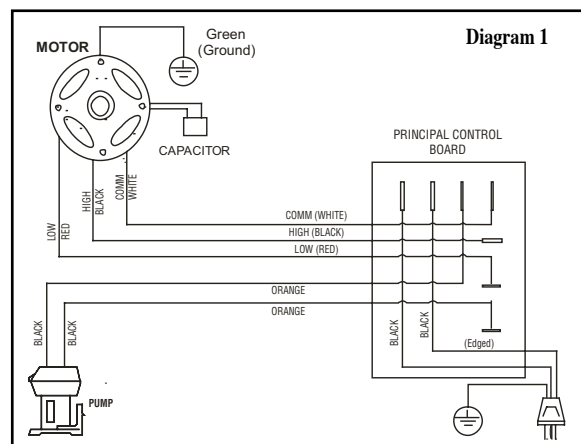 Diagram 1
Green
(Ground)
MOTOR
CAPACITOR
PRINCIPAL CONTROL
BOARD
LOW
RED
HIGH
BLACK
COMM
WHITE
COMM (WHITE)
HIGH (BLACK)
LOW (RED)
ORANGE
ORANGE
BLACK
BLACK
BLACK
BLACK
(Edged)
PUMP